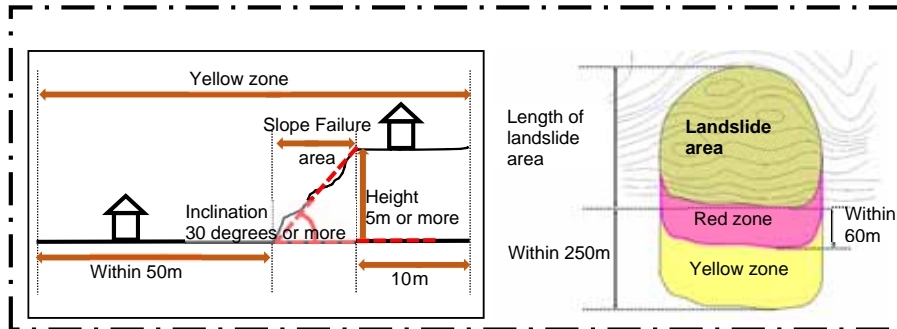 Yellow zone
Slope Failure
area
Height
5m or more
Inclination
30 degrees or more
Within 50m
10m
Length of
landslide
area
Landslide
area
Red zone
Within
60m
Within 250m
Yellow zone